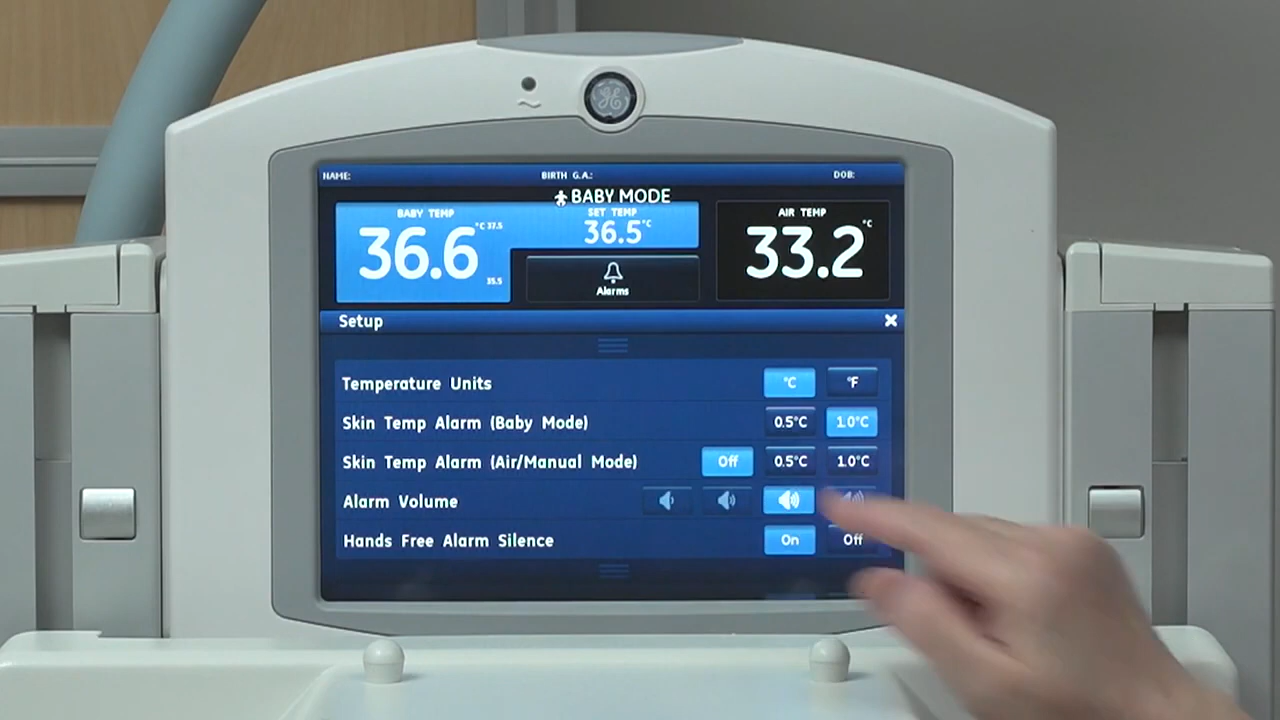 GE
NAME: BIRTH G.A.: DOB:
BABY MODE
BABY TEMP
36.6
°C 37.5
35.5
SET TEMP
36.5 °C
Alarms
AIR TEMP
33.2 °C
Setup
Temperature Units °C °F
Skin Temp Alarm (Baby Mode) 0.5°C 1.0°C
Skin Temp Alarm (Air/Manual Mode) Off 0.5°C 1.0°C
Alarm Volume
Hands Free Alarm Silence On Off